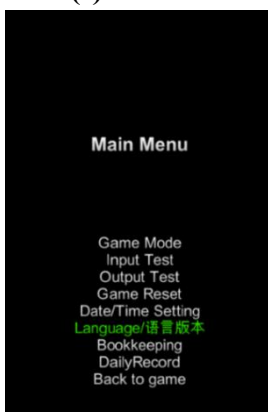 Main Menu
Game Mode
Input Test
Output Test
Game Reset
Date/Time Setting
Language/语言版本
Bookkeeping
DailyRecord
Back to game